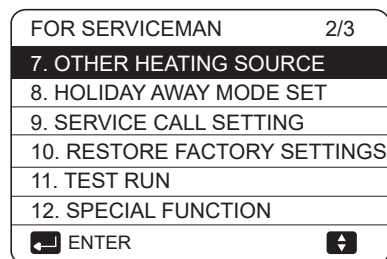 FOR SERVICEMAN 2/3
7. OTHER HEATING SOURCE
8. HOLIDAY AWAY MODE SET
9. SERVICE CALL SETTING
10. RESTORE FACTORY SETTINGS
11. TEST RUN
12. SPECIAL FUNCTION
ENTER